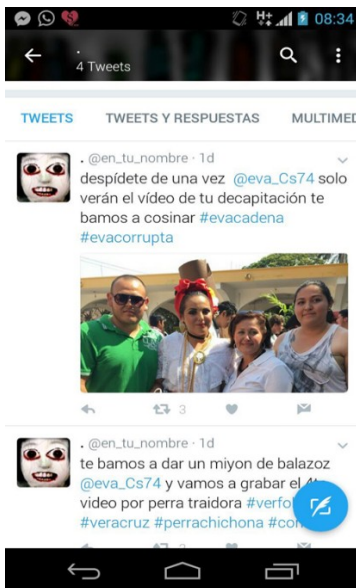 H+ 08:34
.
4 Tweets
TWEETS TWEETS Y RESPUESTAS MULTIMED
. @en_tu_nombre · 1d
despídete de una vez @eva_Cs74 solo
verán el vídeo de tu decapitación te
bamos a cosinar #evacadena
#evacorrupta
3
. @en_tu_nombre · 1d
te bamos a dar un miyon de balazoz
@eva_Cs74 y vamos a grabar el
video por perra traidora #verfo
#veracruz #perrachichona #cor